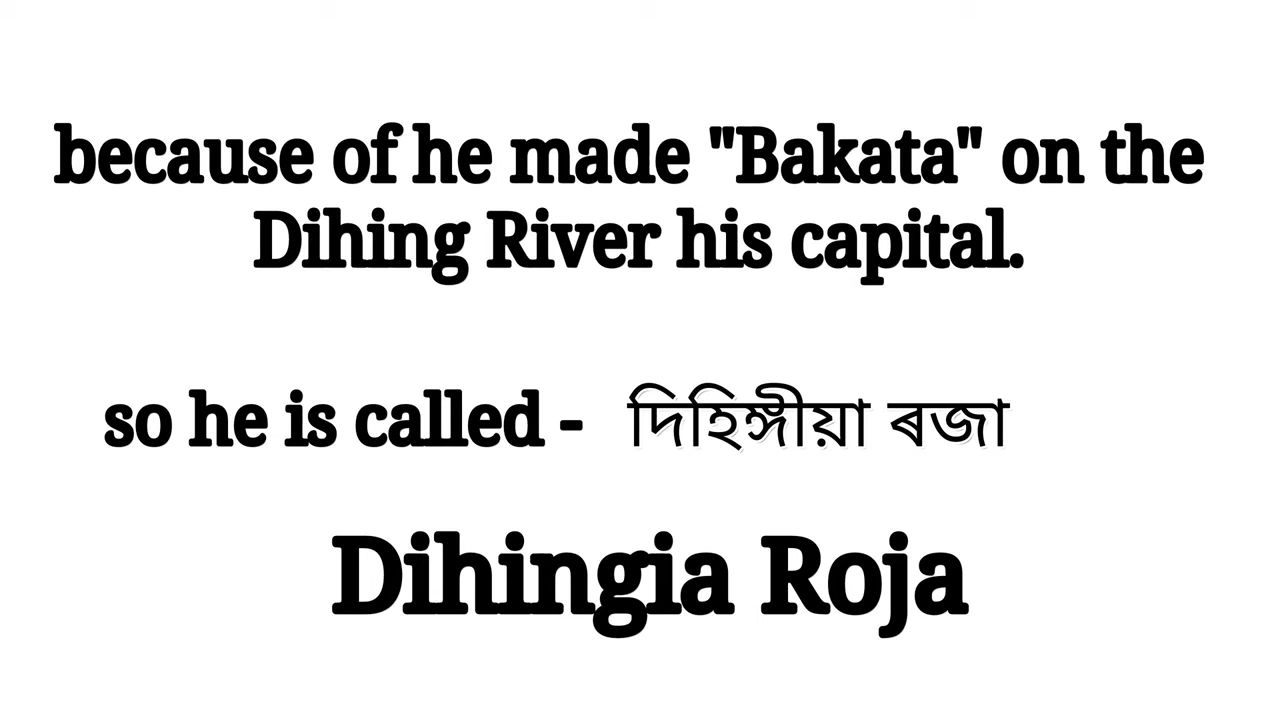 because of he made "Bakata" on the
Dihing River his capital.
so he is called - দিহিঙ্গীয়া ৰজা
Dihingia Roja